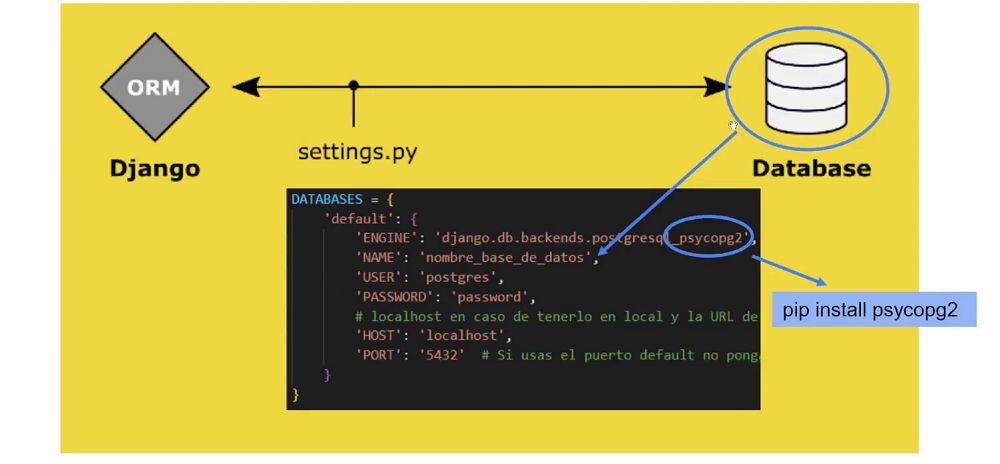 ORM
Django
settings.py
Database
DATABASES = {
'default': {
'ENGINE': 'django.db.backends.postgresql_psycopg2',
'NAME': 'nombre_base_de_datos',
'USER': 'postgres',
'PASSWORD': 'password',
# localhost en caso de tenerlo en local y la URL de
'HOST': 'localhost',
'PORT': '5432' # Si usas el puerto default no pong
}
}
pip install psycopg2